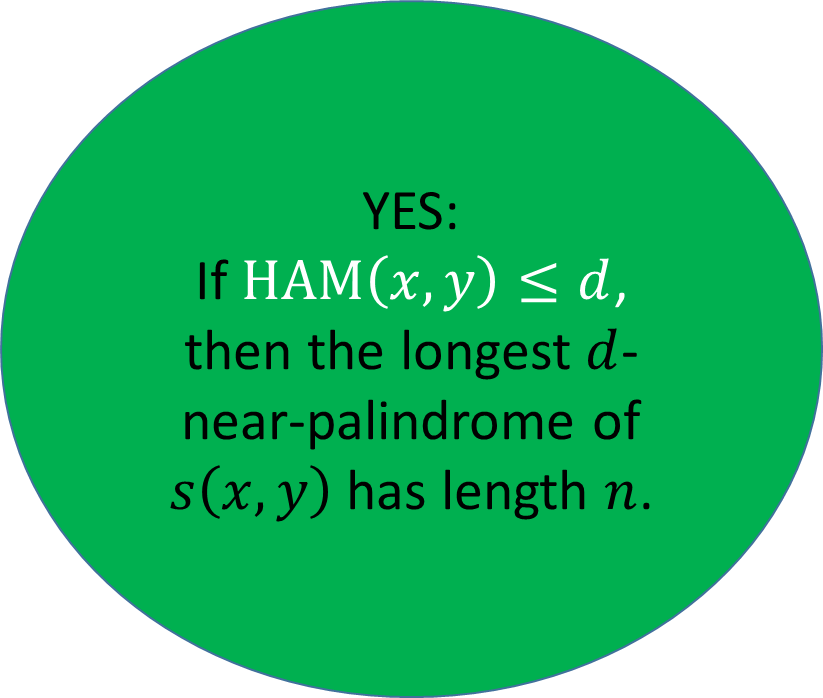 YES:
If HAM(x, y) ≤ d,
then the longest d-
near-palindrome of
s(x, y) has length n.